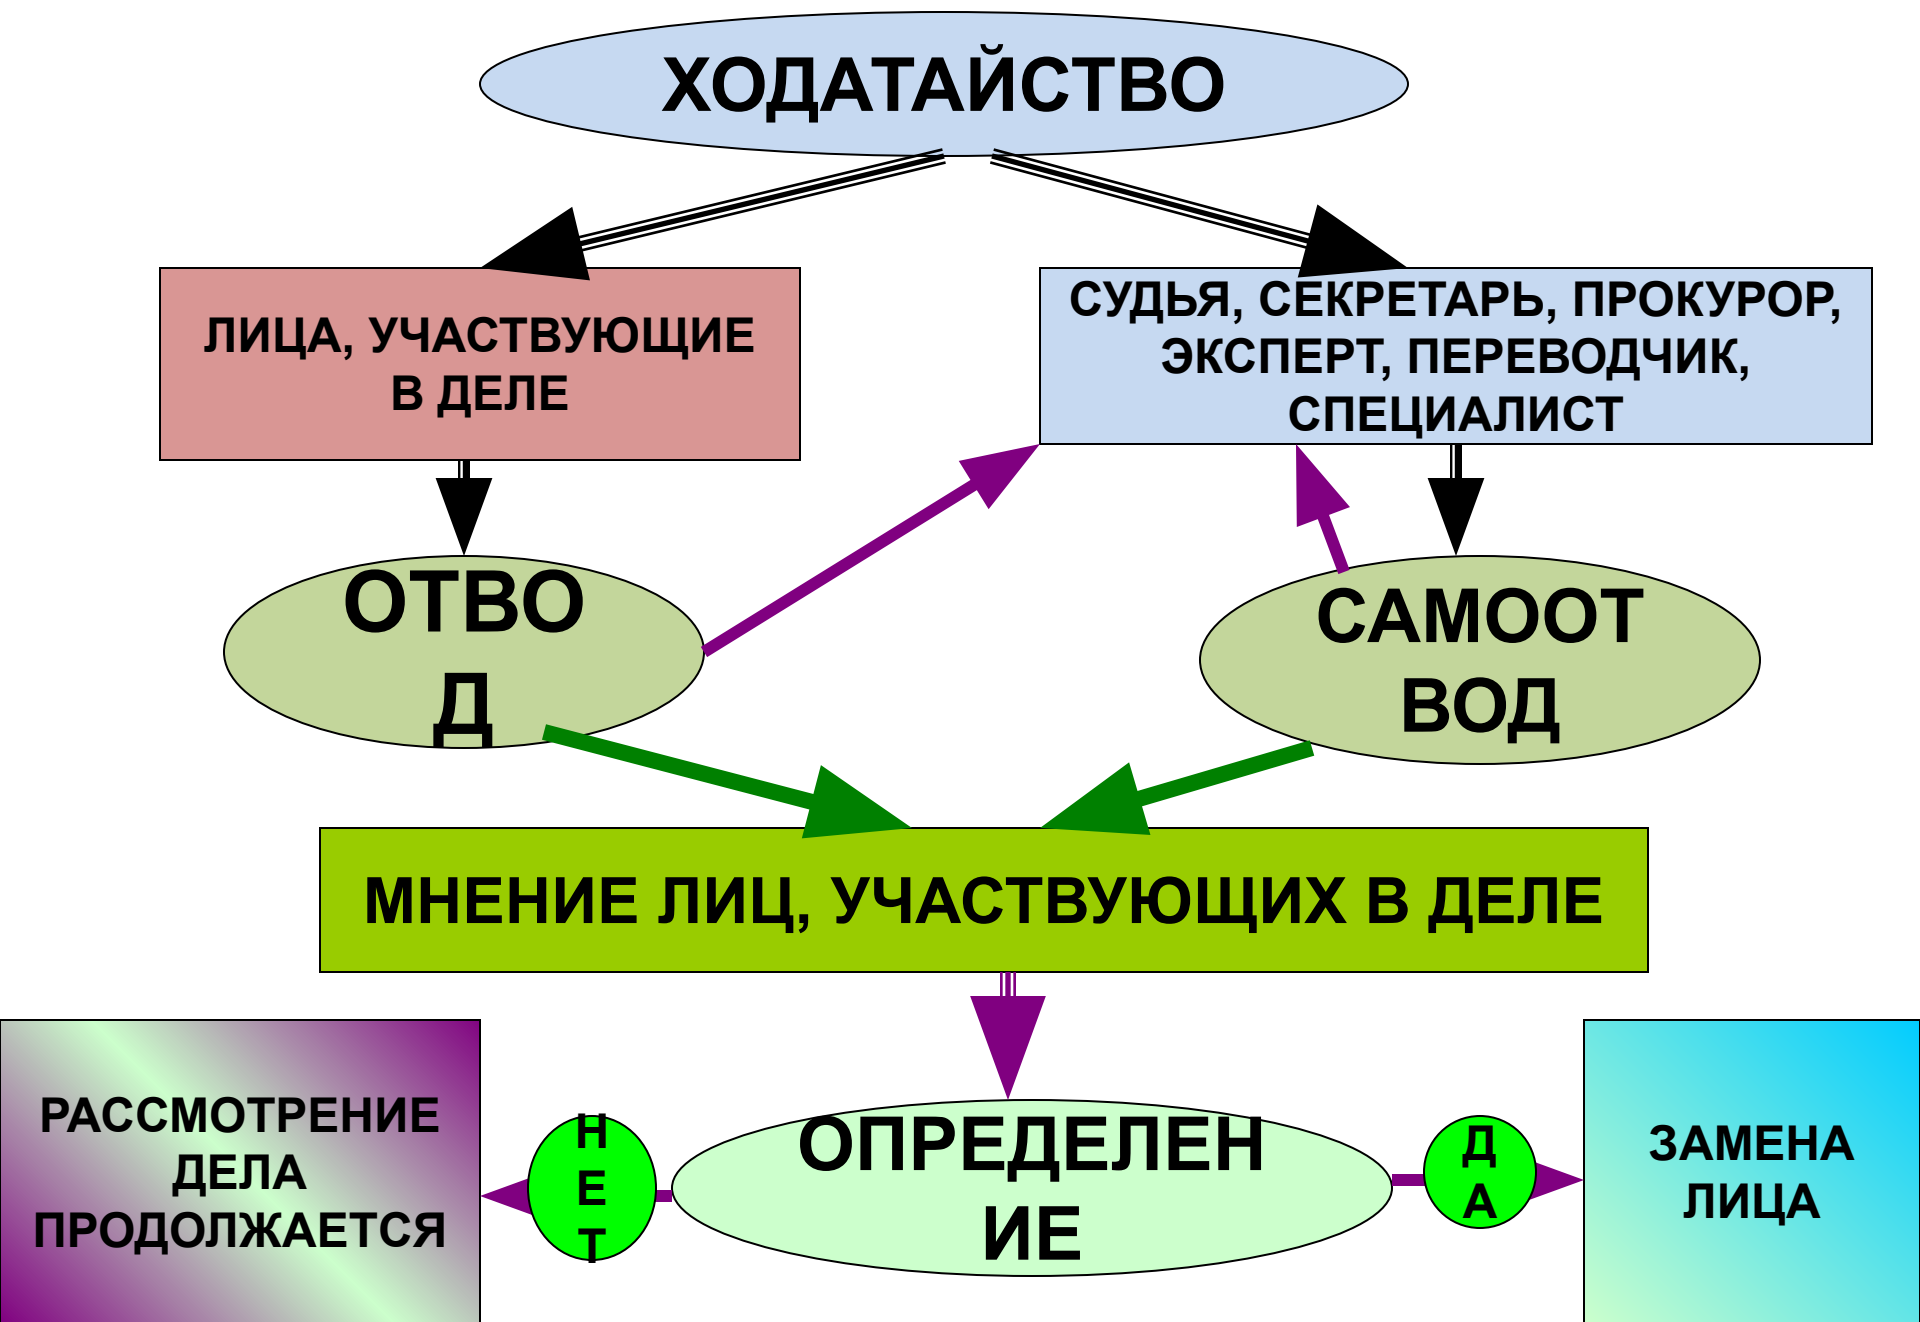 ХОДАТАЙСТВО
ЛИЦА, УЧАСТВУЮЩИЕ
В ДЕЛЕ
СУДЬЯ, СЕКРЕТАРЬ, ПРОКУРОР,
ЭКСПЕРТ, ПЕРЕВОДЧИК,
СПЕЦИАЛИСТ
ОТВО
Д
САМООТ
ВОД
МНЕНИЕ ЛИЦ, УЧАСТВУЮЩИХ В ДЕЛЕ
РАССМОТРЕНИЕ
ДЕЛА
ПРОДОЛЖАЕТСЯ
Н
Е
Т
ОПРЕДЕЛЕН
ИЕ
Д
А
ЗАМЕНА
ЛИЦА